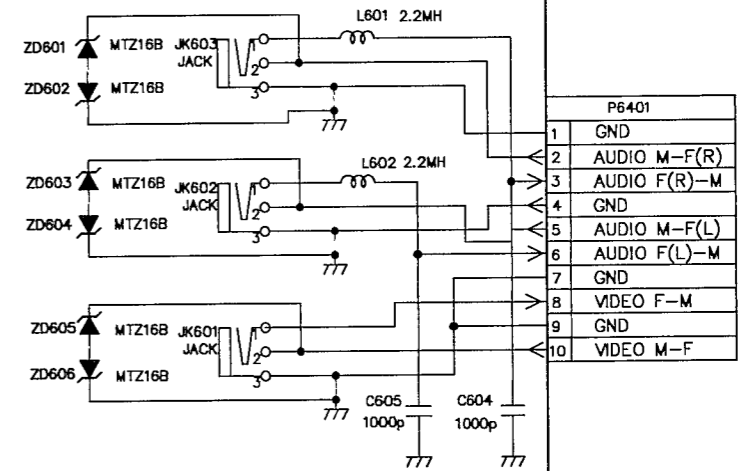 L601 2.2MH
ZD601 MTZ16B JK603 1
JACK 2
ZD602 MTZ16B 3
P6401
1 GND
2 AUDIO M-F(R)
3 AUDIO F(R)-M
4 GND
5 AUDIO M-F(L)
6 AUDIO F(L)-M
7 GND
8 VIDEO F-M
9 GND
10 VIDEO M-F
L602 2.2MH
ZD603 MTZ16B JK602 1
JACK 2
ZD604 MTZ16B 3
ZD605 MTZ16B JK601 1
JACK 2
ZD606 MTZ16B 3
C605 C604
1000p 1000p